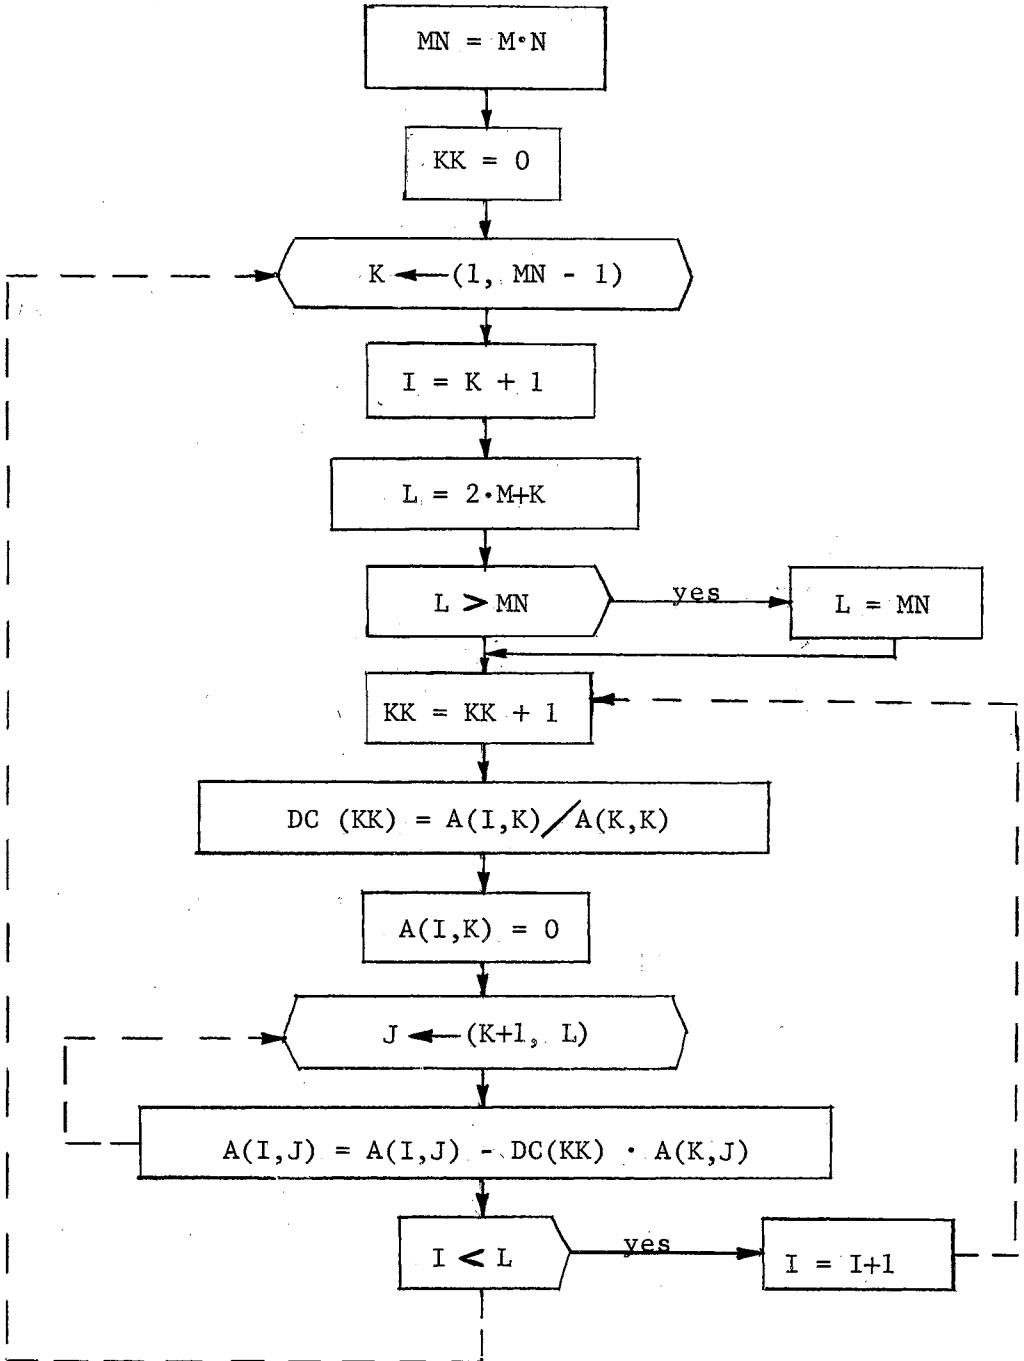 MN = M·N
KK = 0
K ← (1, MN - 1)
I = K + 1
L = 2·M+K
L > MN
yes
L = MN
KK = KK + 1
DC (KK) = A(I,K) / A(K,K)
A(I,K) = 0
J ← (K+1, L)
A(I,J) = A(I,J) - DC(KK) · A(K,J)
I < L
yes
I = I+1